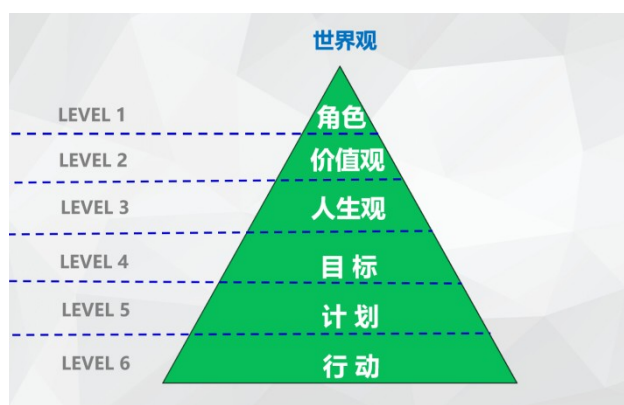 世界观
LEVEL 1 角色
LEVEL 2 价值观
LEVEL 3 人生观
LEVEL 4 目标
LEVEL 5 计划
LEVEL 6 行动